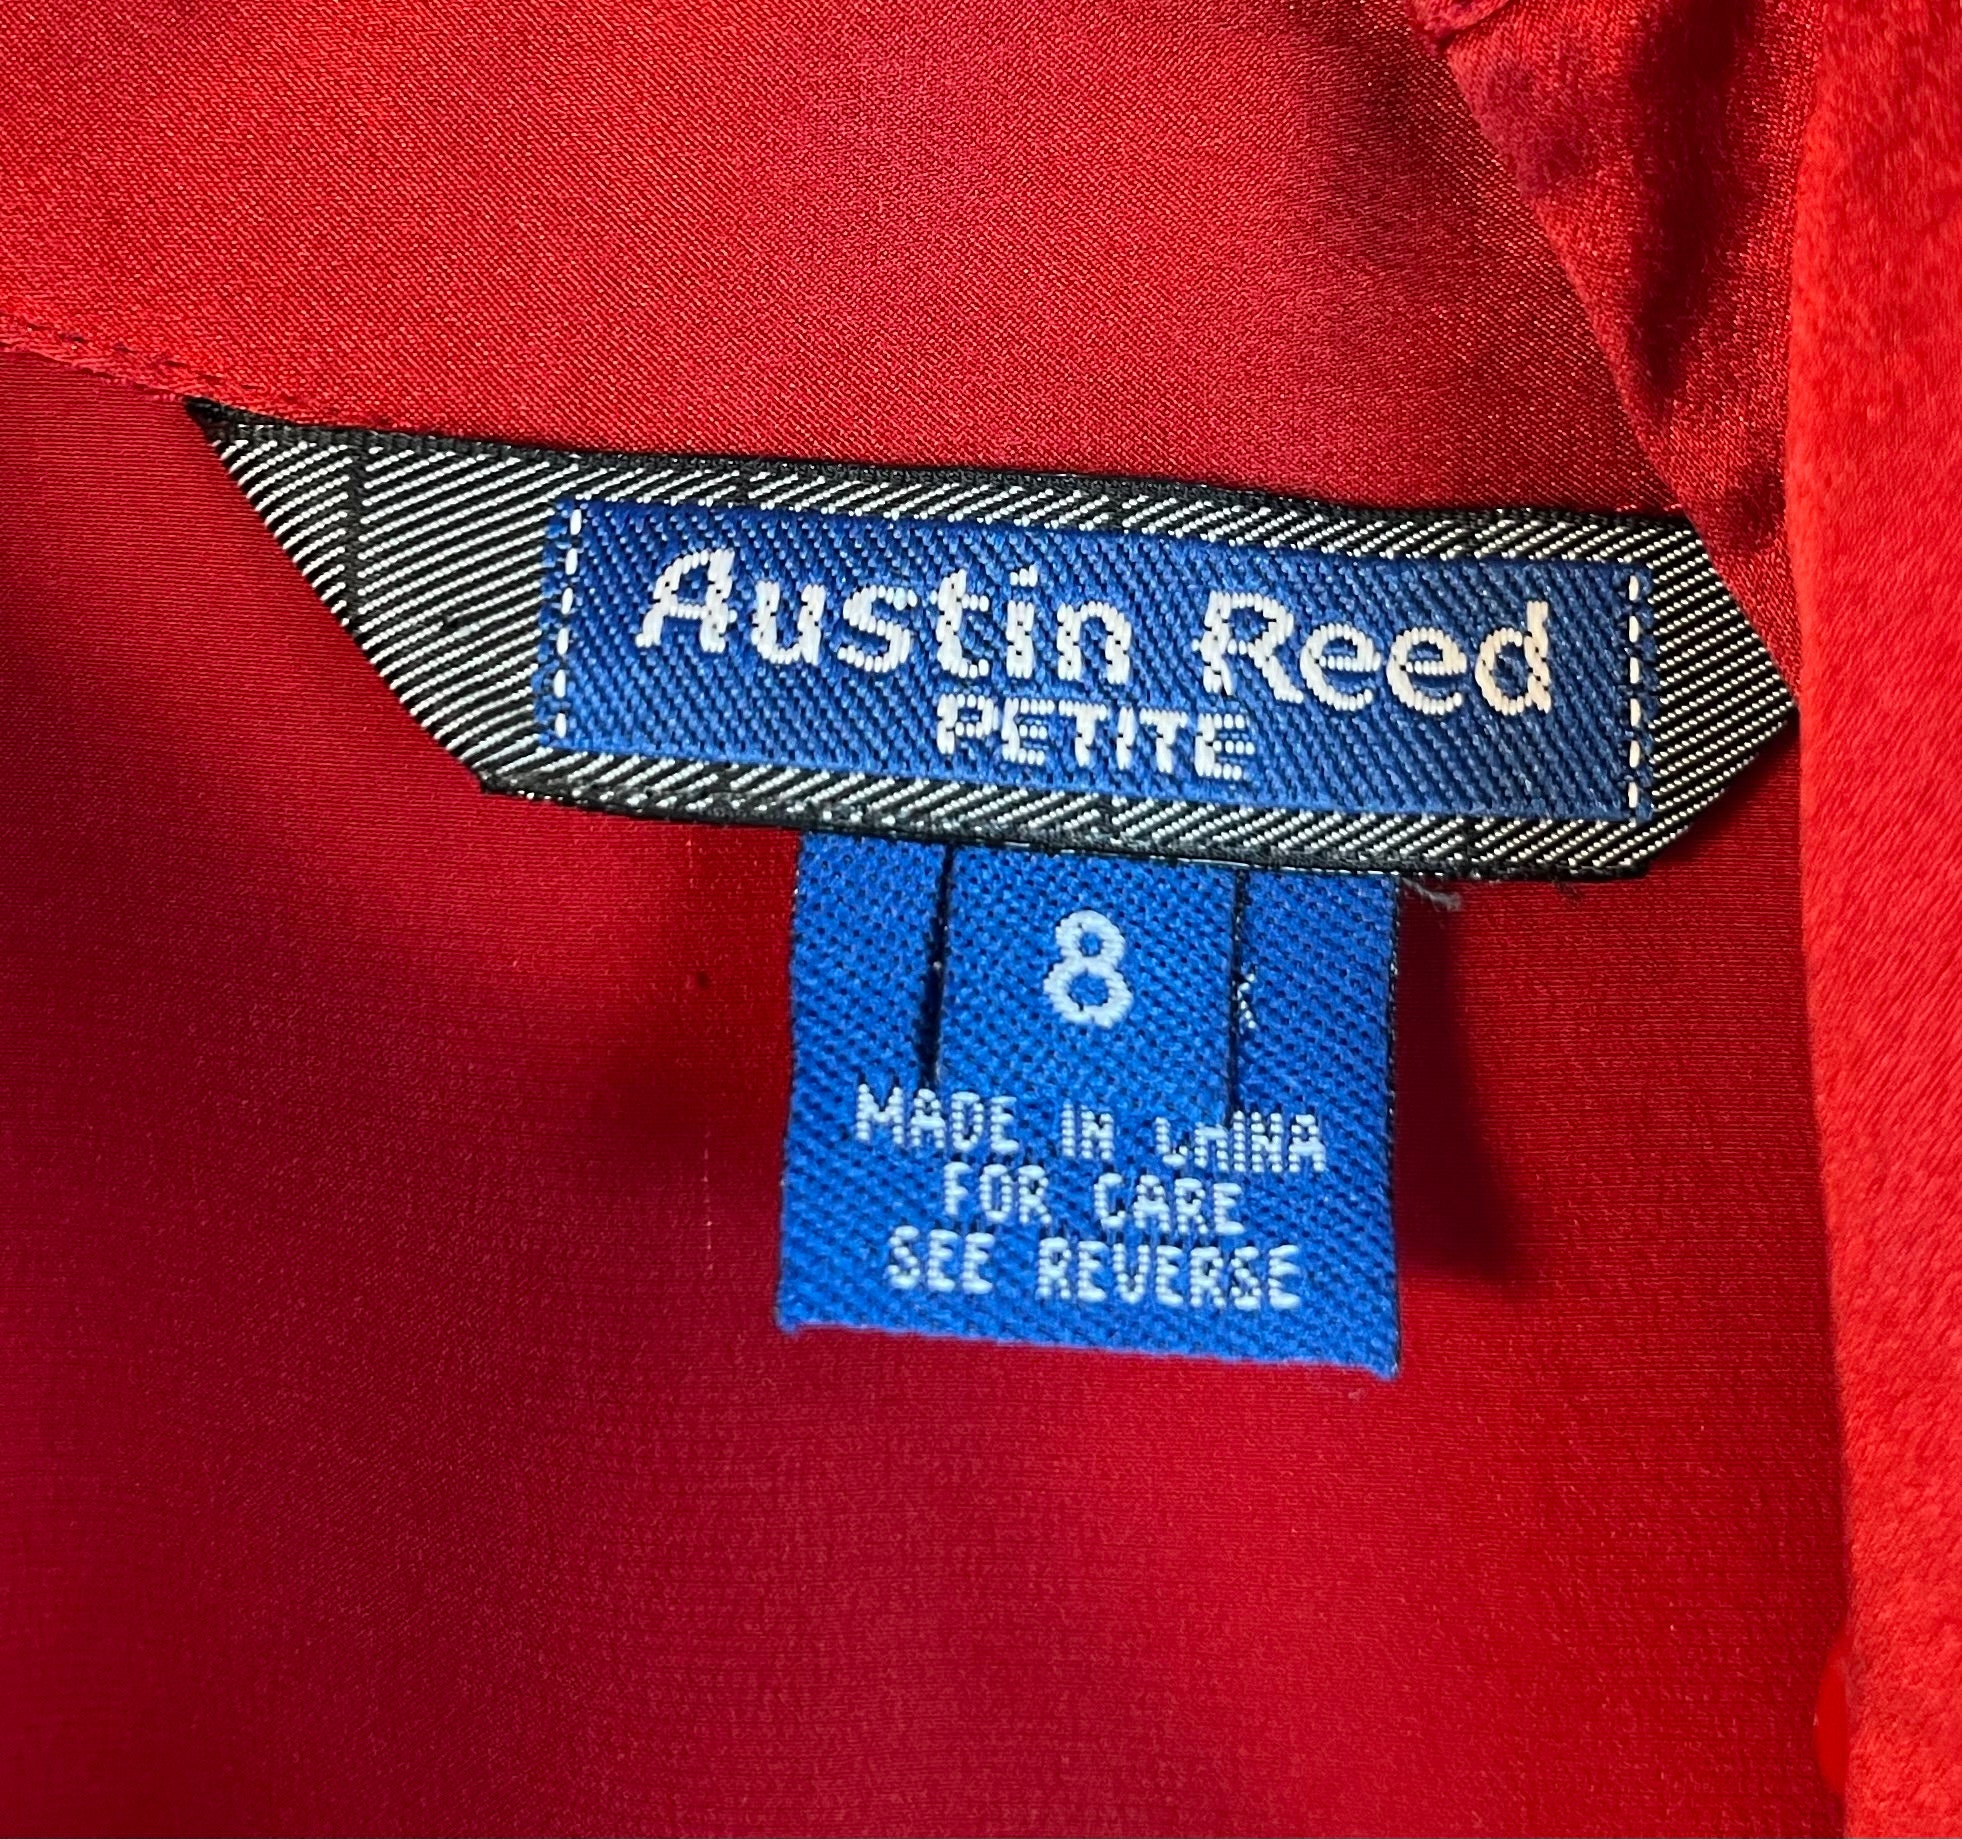 Austin Reed
PETITE
8
MADE IN CHINA
FOR CARE
SEE REVERSE